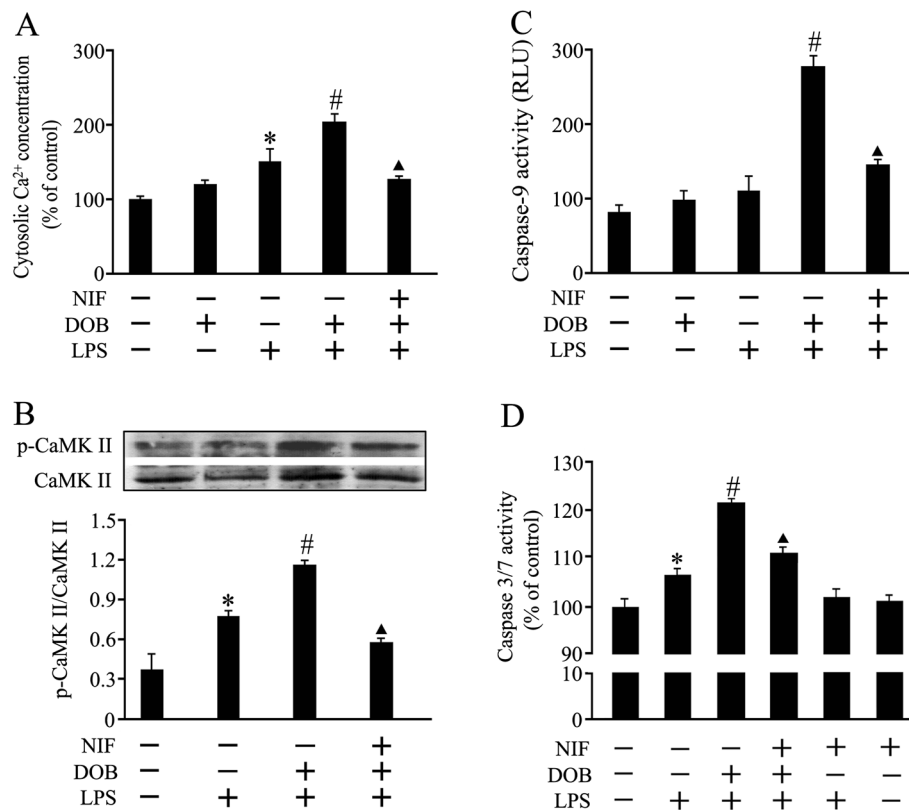 A
Cytosolic Ca²⁺ concentration
(% of control)
300
200
100
0
*
#
▲
NIF − − − − +
DOB − + − + +
LPS − − + + +
B
p-CaMK II
CaMK II
p-CaMK II/CaMK II
1.5
1.2
0.9
0.6
0.3
0
*
#
▲
NIF − − − +
DOB − − + +
LPS − + + +
C
Caspase-9 activity (RLU)
300
200
100
0
#
▲
NIF − − − − +
DOB − + − + +
LPS − − + + +
D
Caspase 3/7 activity
(% of control)
130
120
110
100
90
10
0
*
#
▲
NIF − − − + + +
DOB − − + + − −
LPS − + + + + −